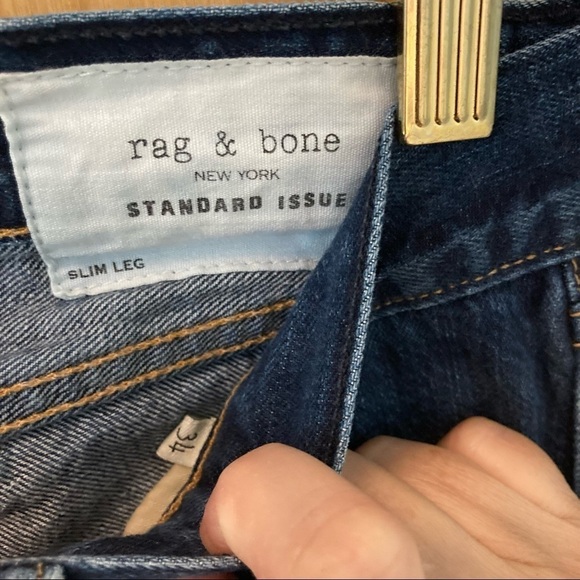 rag & bone
NEW YORK
STANDARD ISSUE
SLIM LEG
34